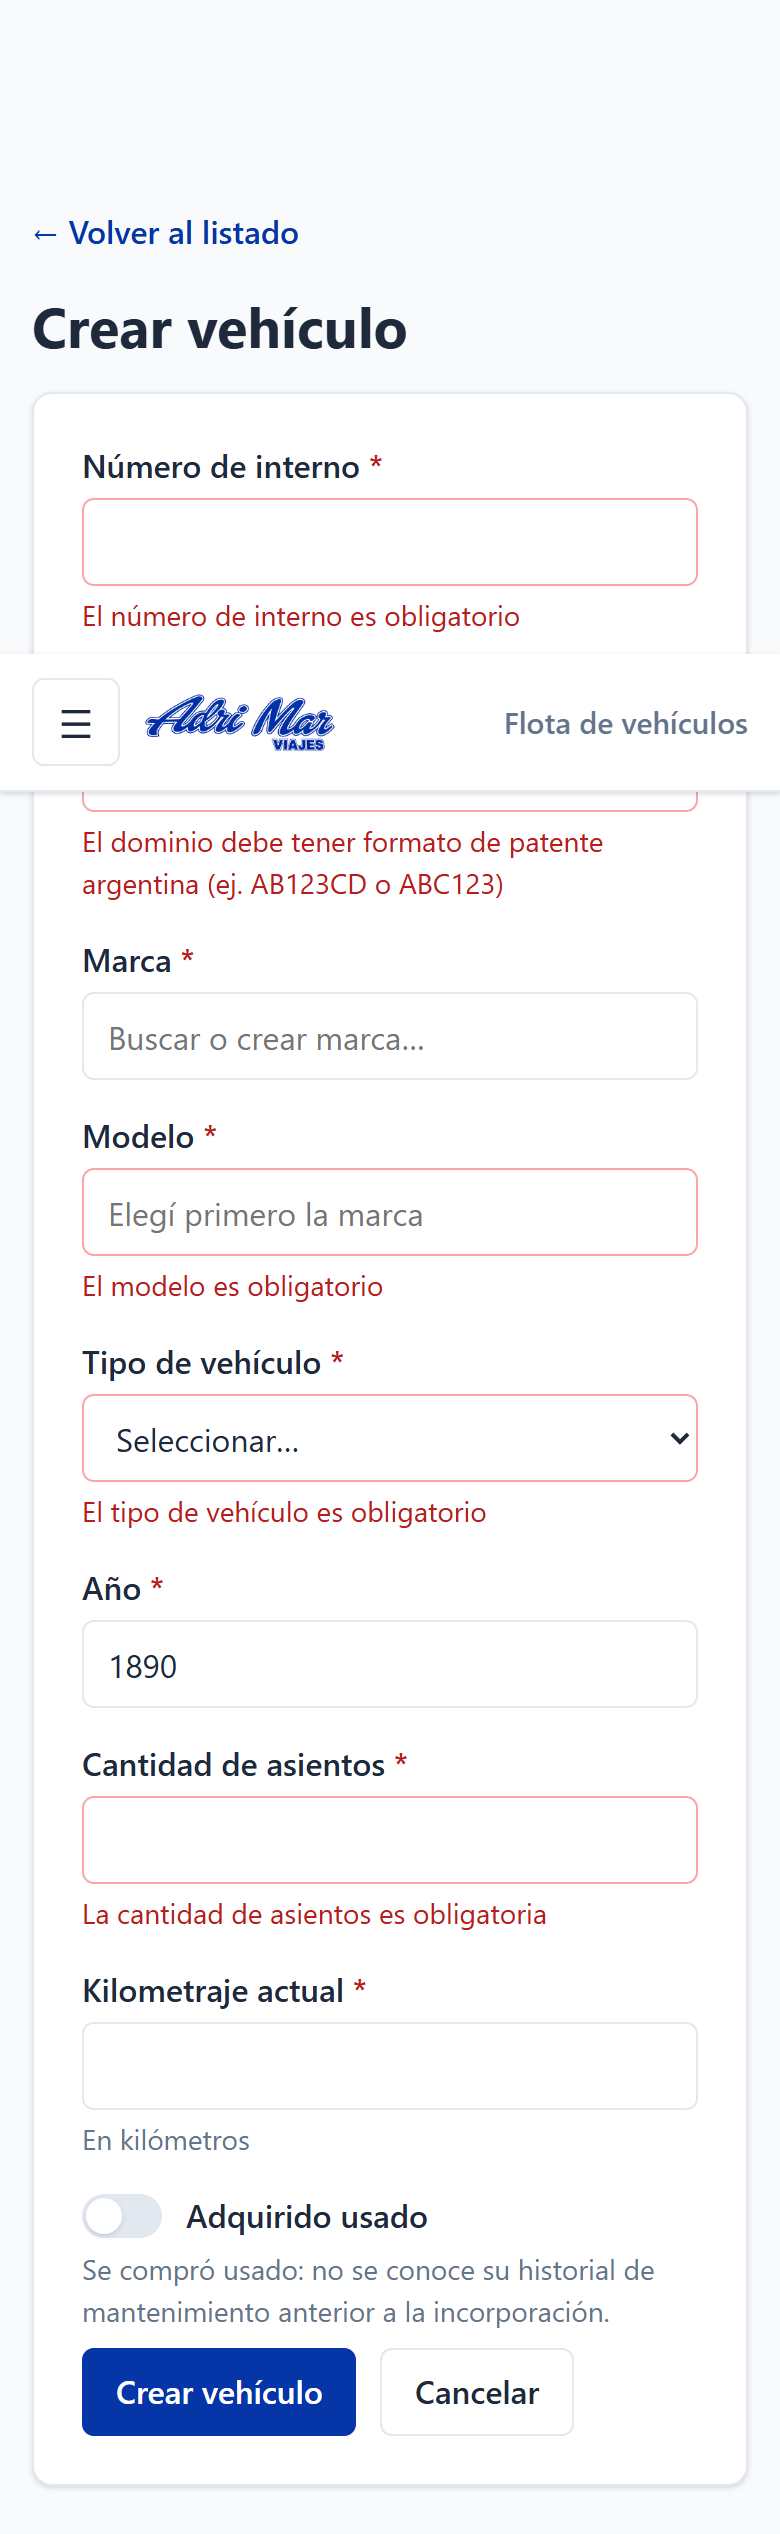 ← Volver al listado
Crear vehículo
Número de interno *
El número de interno es obligatorio
☰ Adri Mar VIAJES Flota de vehículos
El dominio debe tener formato de patente
argentina (ej. AB123CD o ABC123)
Marca *
Buscar o crear marca...
Modelo *
Elegí primero la marca
El modelo es obligatorio
Tipo de vehículo *
Seleccionar...
El tipo de vehículo es obligatorio
Año *
1890
Cantidad de asientos *
La cantidad de asientos es obligatoria
Kilometraje actual *
En kilómetros
Adquirido usado
Se compró usado: no se conoce su historial de
mantenimiento anterior a la incorporación.
Crear vehículo Cancelar